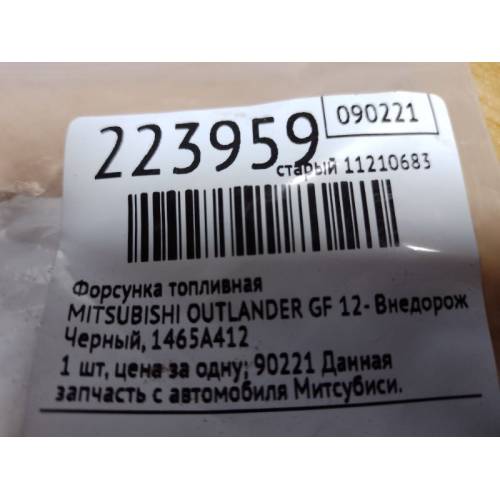 090221
223959
старый 11210683
Форсунка топливная
MITSUBISHI OUTLANDER GF 12- Внедорож
Черный, 1465A412
1 шт, цена за одну; 90221 Данная
запчасть с автомобиля Митсубиси.